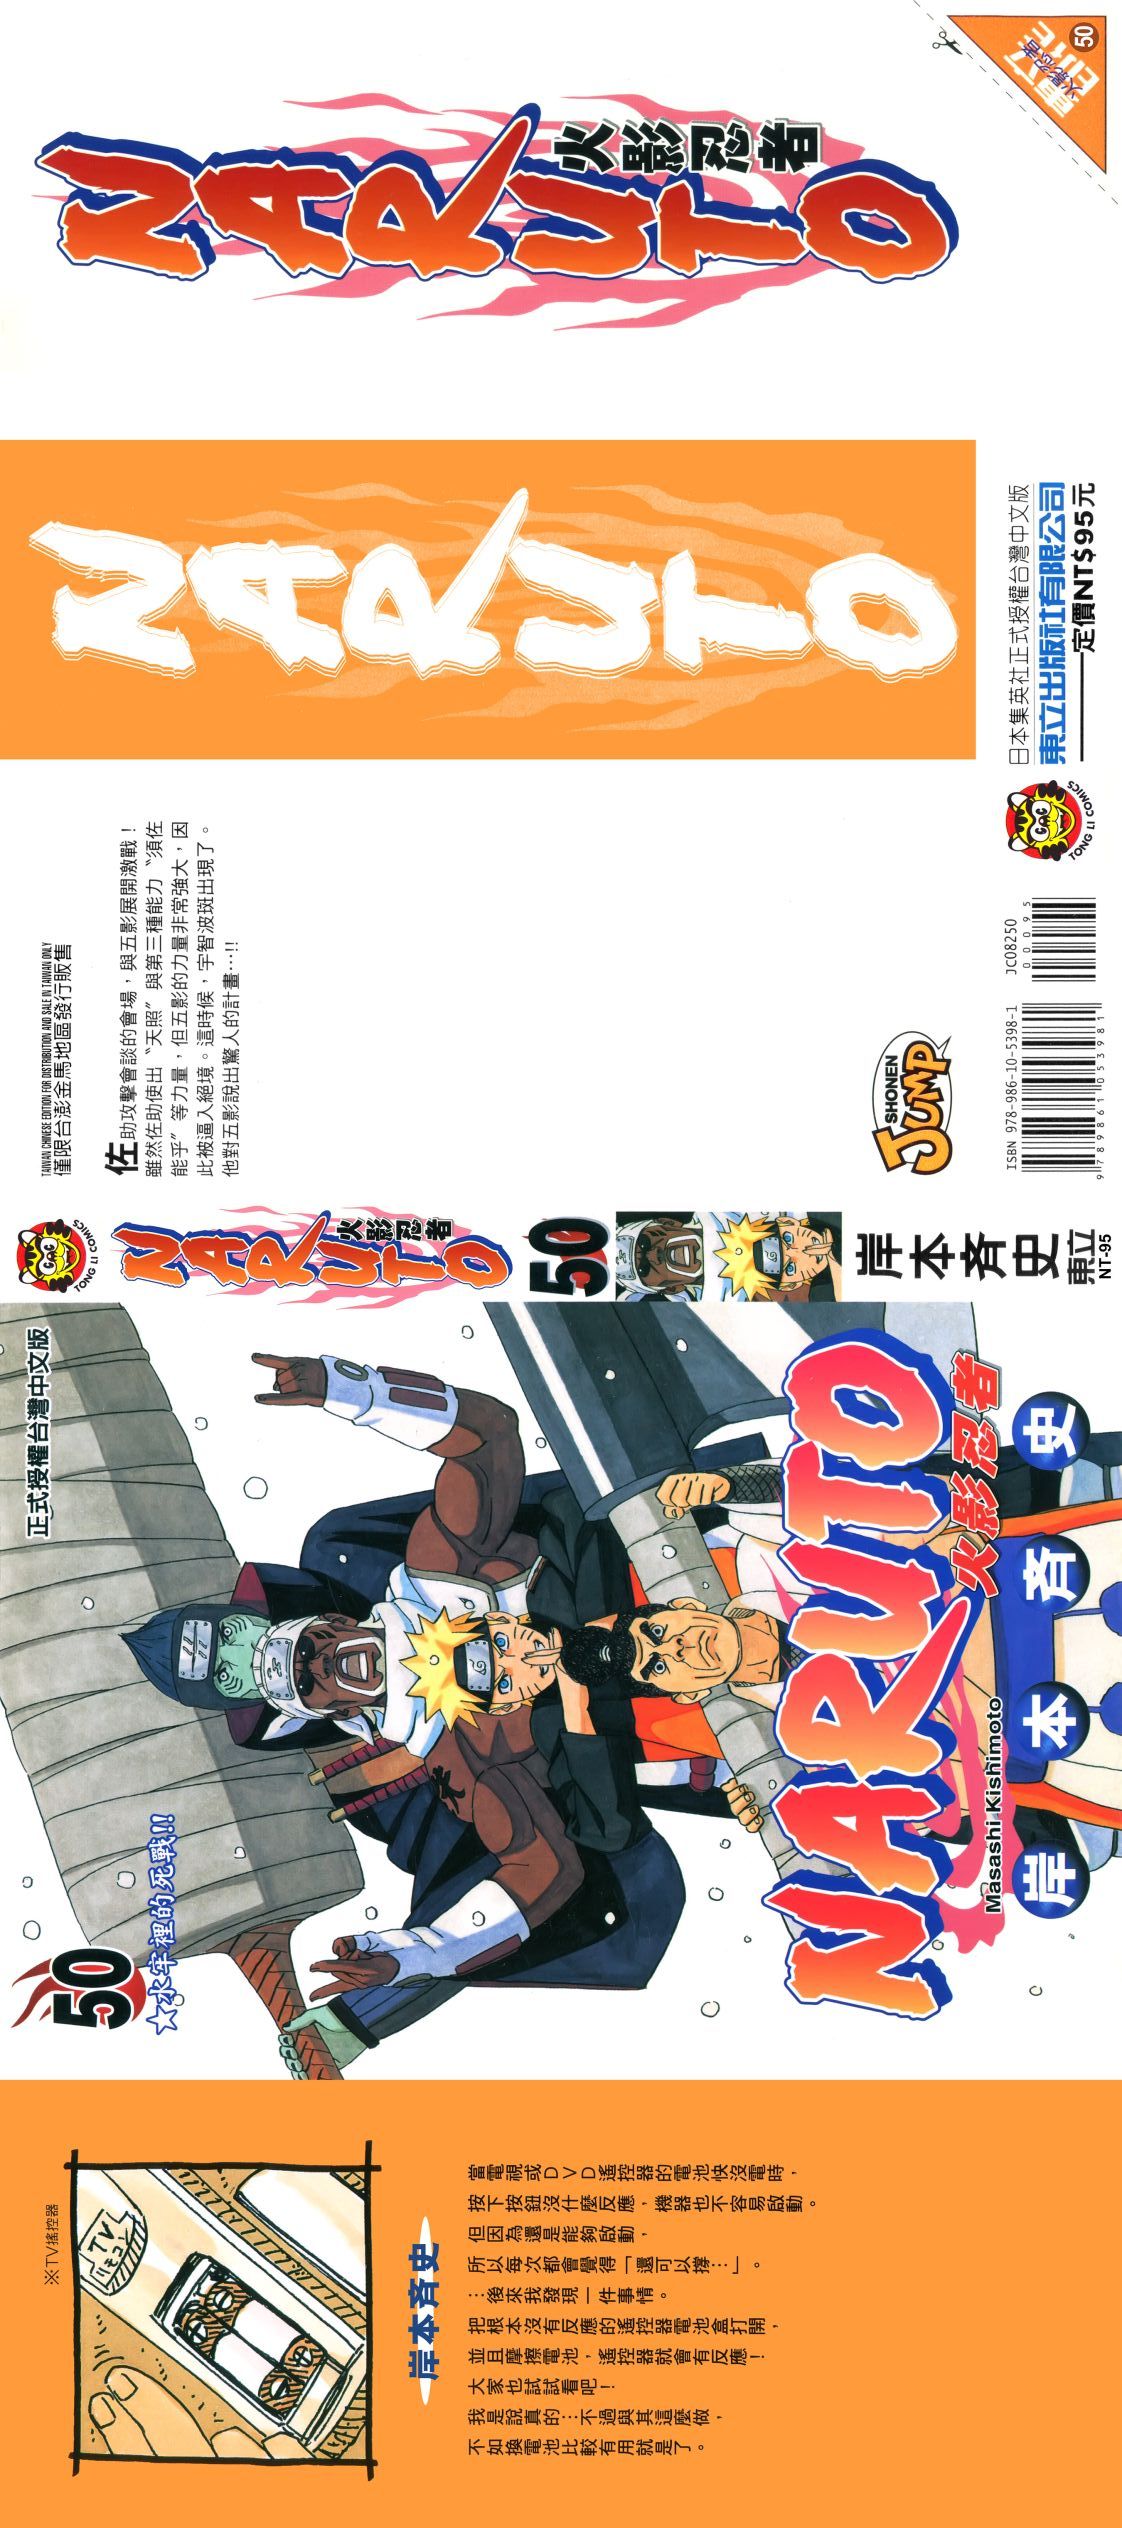 東立
火影忍者
50
NARUTO
火影忍者
NARUTO
日本集英社正式授權台灣中文版
東立出版社有限公司
定價NT$95元
TONG LI COMICS
TAIWAN CHINESE EDITION FOR DISTRIBUTION AND SALE IN TAIWAN ONLY
僅限台澎金馬地區發行販售
佐助攻擊會談的會場，與五影展開激戰！
雖然佐助使出〝天照〞與第三種能力〝須佐
能乎〞等力量，但五影的力量非常強大，因
此被逼入絕境。這時候，宇智波斑出現了。
他對五影說出驚人的計畫…!!
SHONEN
JUMP
JC08250
00095
ISBN 978-986-10-5398-1
9789861053981
TONG LI COMICS
NARUTO
火影忍者
50
岸本斉史
東立
NT-95
正式授權台灣中文版
50
★水牢裡的死戰!!
NARUTO
火影忍者
Masashi Kishimoto
岸本斉史
※TV搖控器
TV
リモコン
岸本斉史
當電視或DVD遙控器的電池快沒電時，
按下按鈕沒什麼反應，機器也不容易啟動。
但因為還是能夠啟動，
所以每次都會覺得「還可以撐…」。
…後來我發現一件事情。
把根本沒有反應的遙控器電池盒打開，
並且摩擦電池，遙控器就會有反應！
大家也試試看吧！
我是說真的…不過與其這麼做，
不如換電池比較有用就是了。